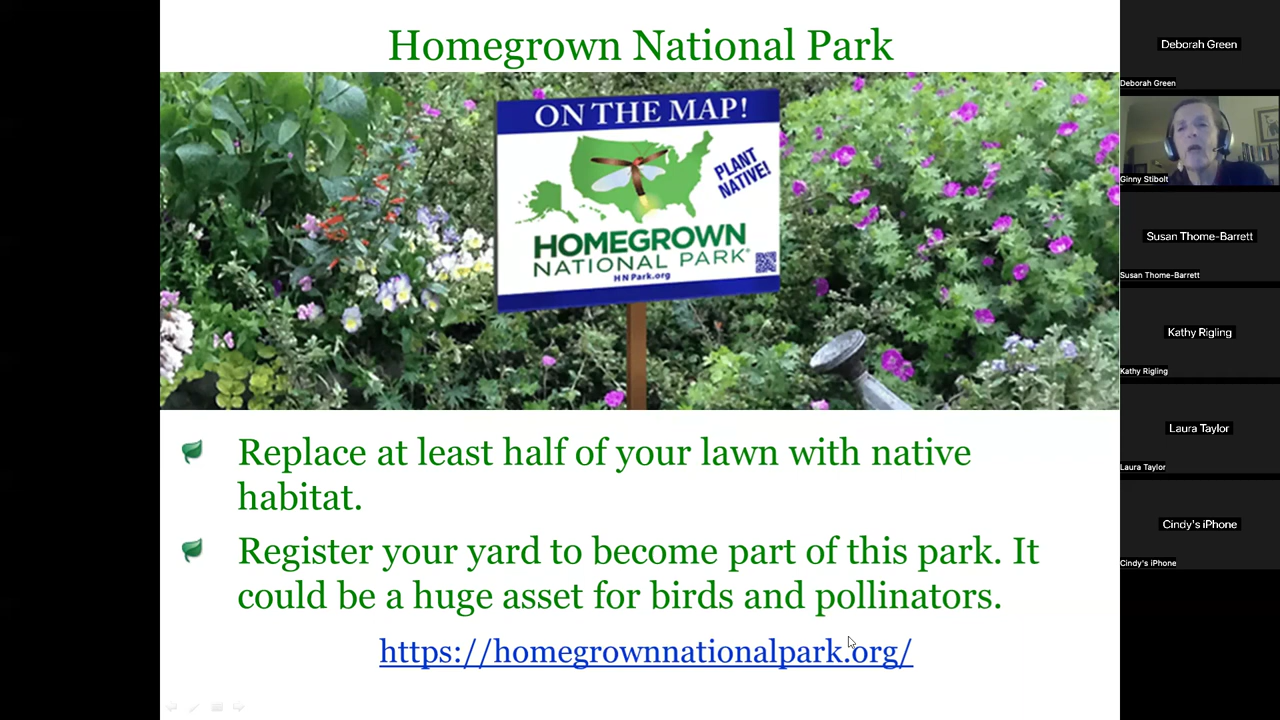 Homegrown National Park
ON THE MAP!
PLANT
NATIVE!
HOMEGROWN
NATIONAL PARK®
HNPark.org
Replace at least half of your lawn with native
habitat.
Register your yard to become part of this park. It
could be a huge asset for birds and pollinators.
https://homegrownnationalpark.org/
Deborah Green
Deborah Green
Ginny Stibolt
Susan Thome-Barrett
Susan Thome-Barrett
Kathy Rigling
Kathy Rigling
Laura Taylor
Laura Taylor
Cindy's iPhone
Cindy's iPhone